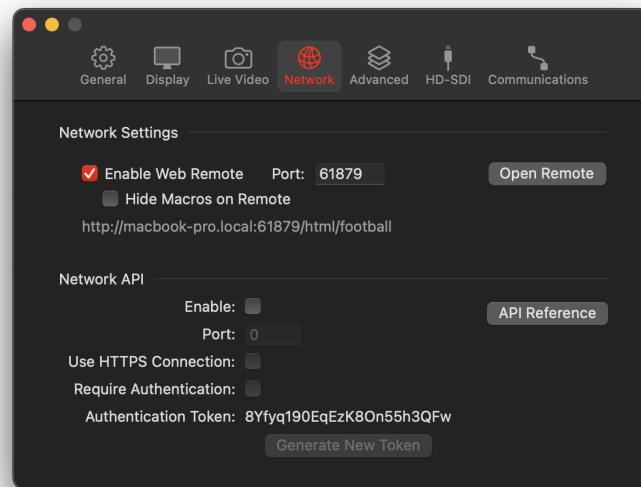 General Display Live Video Network Advanced HD-SDI Communications
Network Settings
Enable Web Remote Port: 61879 Open Remote
Hide Macros on Remote
http://macbook-pro.local:61879/html/football
Network API
Enable: API Reference
Port: 0
Use HTTPS Connection:
Require Authentication:
Authentication Token: 8Yfyq190EqEzK8On55h3QFw
Generate New Token